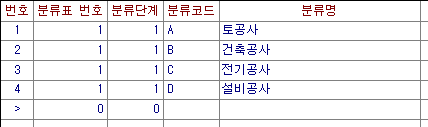 번호 분류표 번호 분류단계 분류코드 분류명
1 1 1 A 토공사
2 1 1 B 건축공사
3 1 1 C 전기공사
4 1 1 D 설비공사
> 0 0